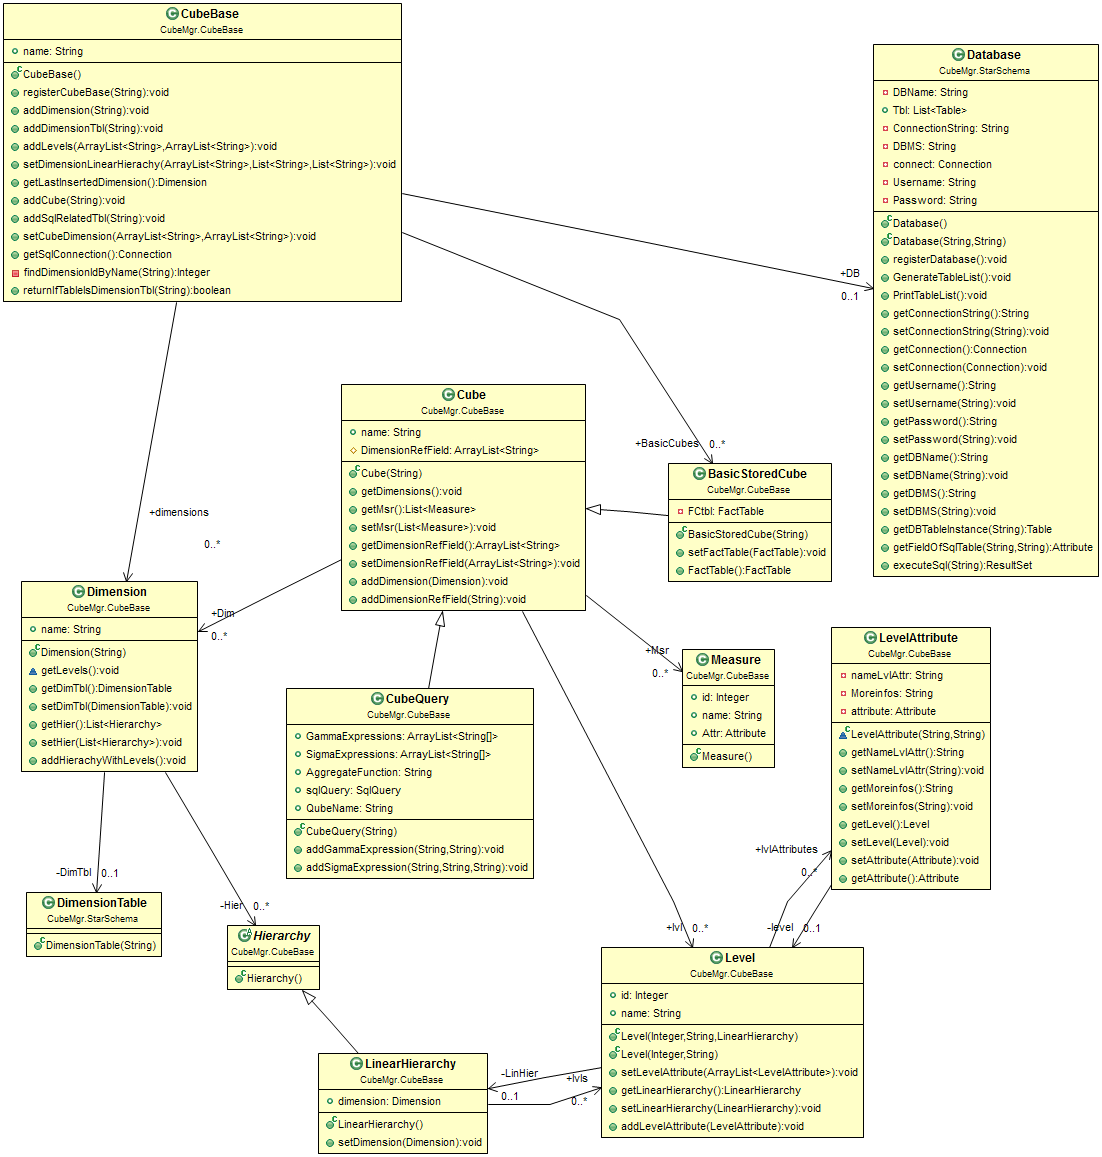 CubeBase
CubeMgr.CubeBase
name: String
CubeBase()
registerCubeBase(String):void
addDimension(String):void
addDimensionTbl(String):void
addLevels(ArrayList<String>,ArrayList<String>):void
setDimensionLinearHierachy(ArrayList<String>,List<String>,List<String>):void
getLastInsertedDimension():Dimension
addCube(String):void
addSqlRelatedTbl(String):void
setCubeDimension(ArrayList<String>,ArrayList<String>):void
getSqlConnection():Connection
findDimensionIdByName(String):Integer
returnIfTableIsDimensionTbl(String):boolean
Database
CubeMgr.StarSchema
DBName: String
Tbl: List<Table>
ConnectionString: String
DBMS: String
connect: Connection
Username: String
Password: String
Database()
Database(String,String)
registerDatabase():void
GenerateTableList():void
PrintTableList():void
getConnectionString():String
setConnectionString(String):void
getConnection():Connection
setConnection(Connection):void
getUsername():String
setUsername(String):void
getPassword():String
setPassword(String):void
getDBName():String
setDBName(String):void
getDBMS():String
setDBMS(String):void
getDBTableInstance(String):Table
getFieldOfSqlTable(String,String):Attribute
executeSql(String):ResultSet
+DB
0..1
+BasicCubes
0..*
+dimensions
0..*
Cube
CubeMgr.CubeBase
name: String
DimensionRefField: ArrayList<String>
Cube(String)
getDimensions():void
getMsr():List<Measure>
setMsr(List<Measure>):void
getDimensionRefField():ArrayList<String>
setDimensionRefField(ArrayList<String>):void
addDimension(Dimension):void
addDimensionRefField(String):void
BasicStoredCube
CubeMgr.CubeBase
FCtbl: FactTable
BasicStoredCube(String)
setFactTable(FactTable):void
FactTable():FactTable
+Dim
0..*
+Msr
0..*
Dimension
CubeMgr.CubeBase
name: String
Dimension(String)
getLevels():void
getDimTbl():DimensionTable
setDimTbl(DimensionTable):void
getHier():List<Hierarchy>
setHier(List<Hierarchy>):void
addHierachyWithLevels():void
CubeQuery
CubeMgr.CubeBase
GammaExpressions: ArrayList<String[]>
SigmaExpressions: ArrayList<String[]>
AggregateFunction: String
sqlQuery: SqlQuery
QubeName: String
CubeQuery(String)
addGammaExpression(String,String):void
addSigmaExpression(String,String,String):void
Measure
CubeMgr.CubeBase
id: Integer
name: String
Attr: Attribute
Measure()
LevelAttribute
CubeMgr.CubeBase
nameLvlAttr: String
Moreinfos: String
attribute: Attribute
LevelAttribute(String,String)
getNameLvlAttr():String
setNameLvlAttr(String):void
getMoreinfos():String
setMoreinfos(String):void
getLevel():Level
setLevel(Level):void
setAttribute(Attribute):void
getAttribute():Attribute
+lvlAttributes
0..*
-level
0..1
+lvl
0..*
-DimTbl
0..1
-Hier
0..*
DimensionTable
CubeMgr.StarSchema
DimensionTable(String)
Hierarchy
CubeMgr.CubeBase
Hierarchy()
Level
CubeMgr.CubeBase
id: Integer
name: String
Level(Integer,String,LinearHierarchy)
Level(Integer,String)
setLevelAttribute(ArrayList<LevelAttribute>):void
getLinearHierarchy():LinearHierarchy
setLinearHierarchy(LinearHierarchy):void
addLevelAttribute(LevelAttribute):void
LinearHierarchy
CubeMgr.CubeBase
dimension: Dimension
LinearHierarchy()
setDimension(Dimension):void
-LinHier
0..1
+lvls
0..*